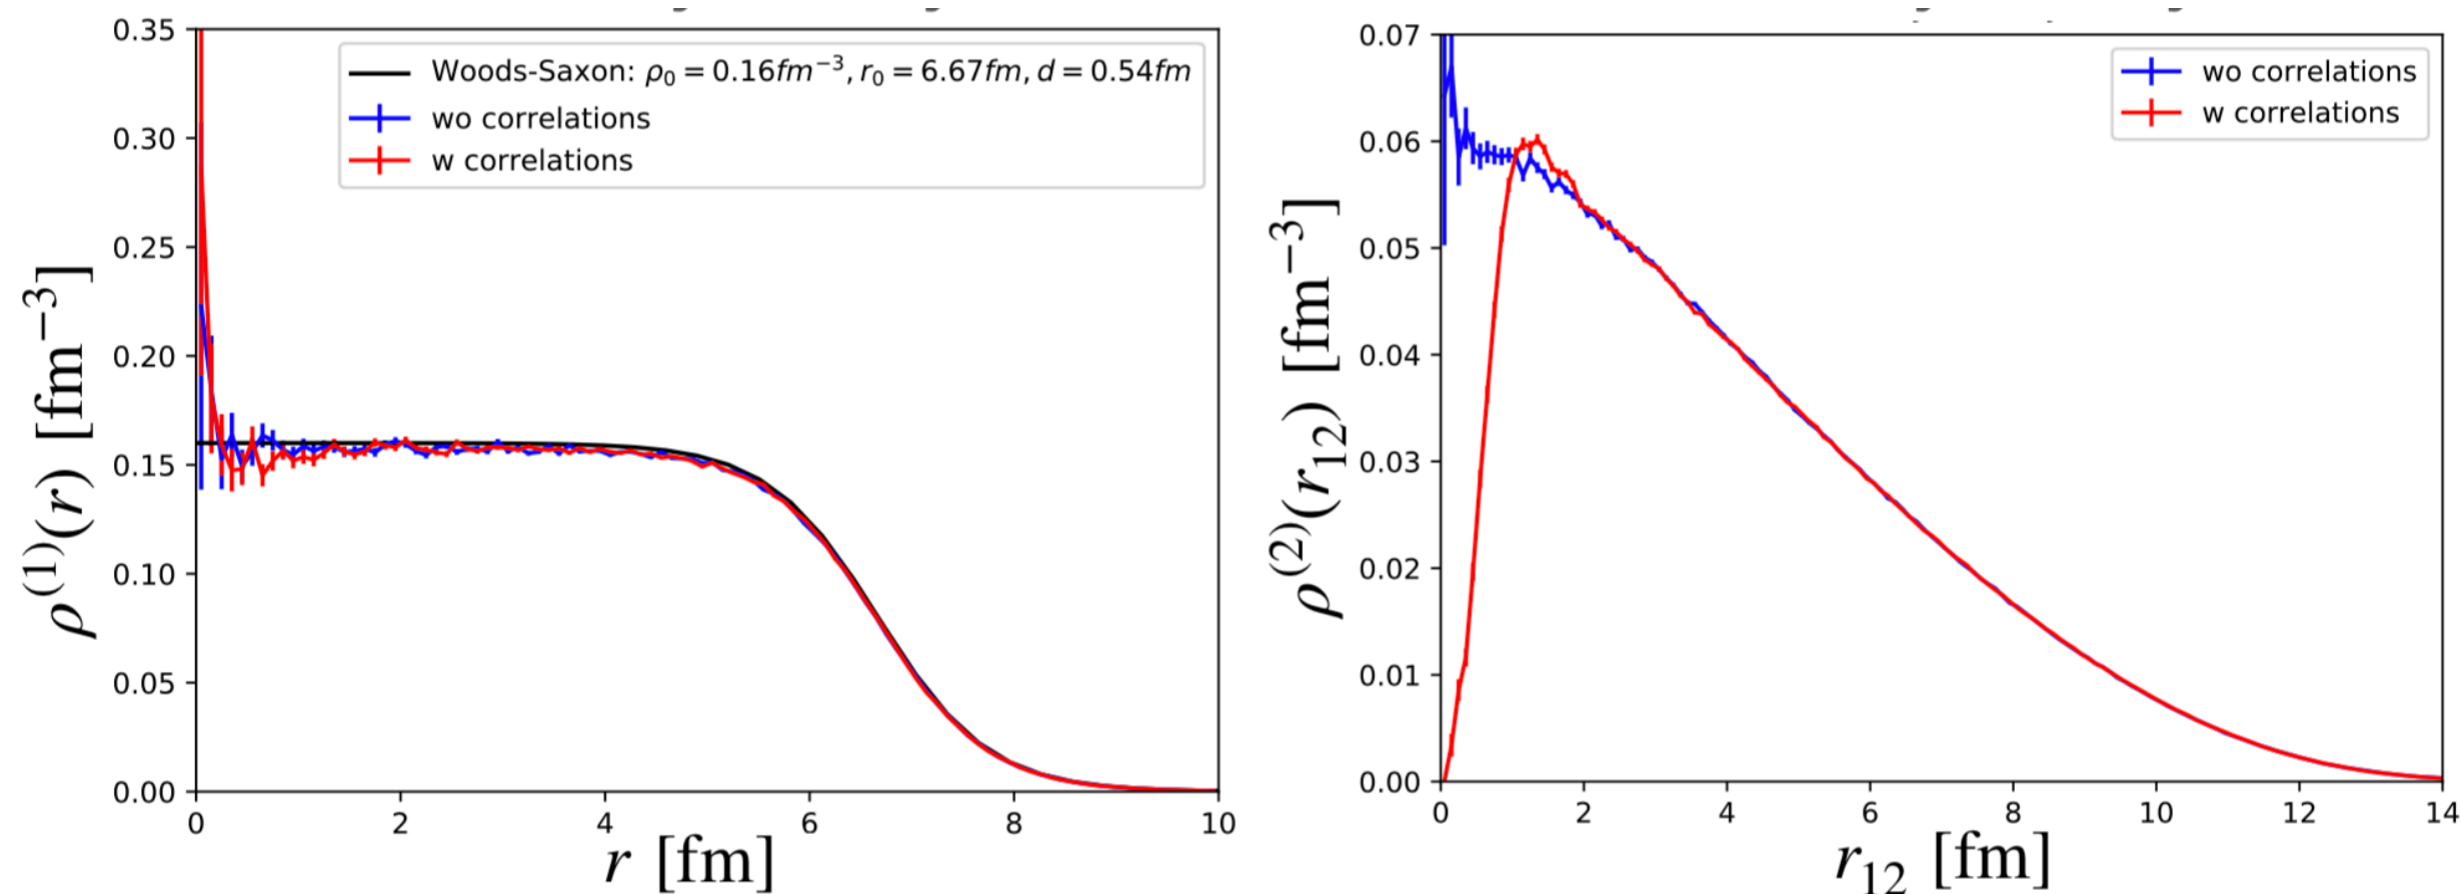 0.35
0.30
0.25
0.20
0.15
0.10
0.05
0.00
ρ⁽¹⁾(r) [fm⁻³]
Woods-Saxon: ρ₀ = 0.16fm⁻³, r₀ = 6.67fm, d = 0.54fm
wo correlations
w correlations
0 2 4 6 8 10
r [fm]
0.07
0.06
0.05
0.04
0.03
0.02
0.01
0.00
ρ⁽²⁾(r₁₂) [fm⁻³]
wo correlations
w correlations
0 2 4 6 8 10 12 14
r₁₂ [fm]